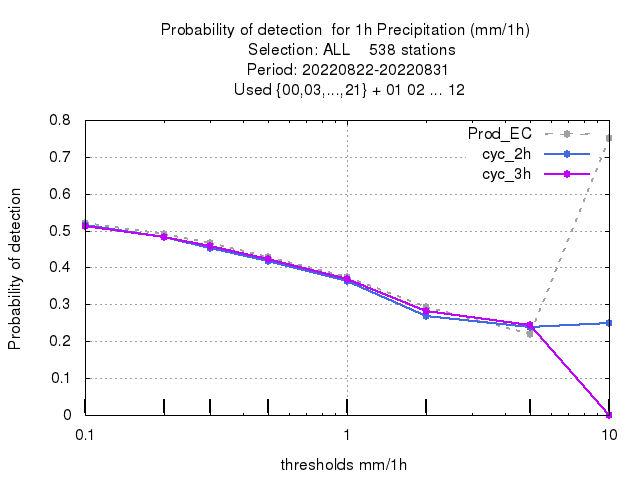 Probability of detection  for 1h Precipitation (mm/1h)
Selection: ALL    538 stations
Period: 20220822-20220831
Used {00,03,...,21} + 01 02 ... 12
Prod_EC
cyc_2h
cyc_3h
Probability of detection
0.8
0.7
0.6
0.5
0.4
0.3
0.2
0.1
0
0.1
1
10
thresholds mm/1h